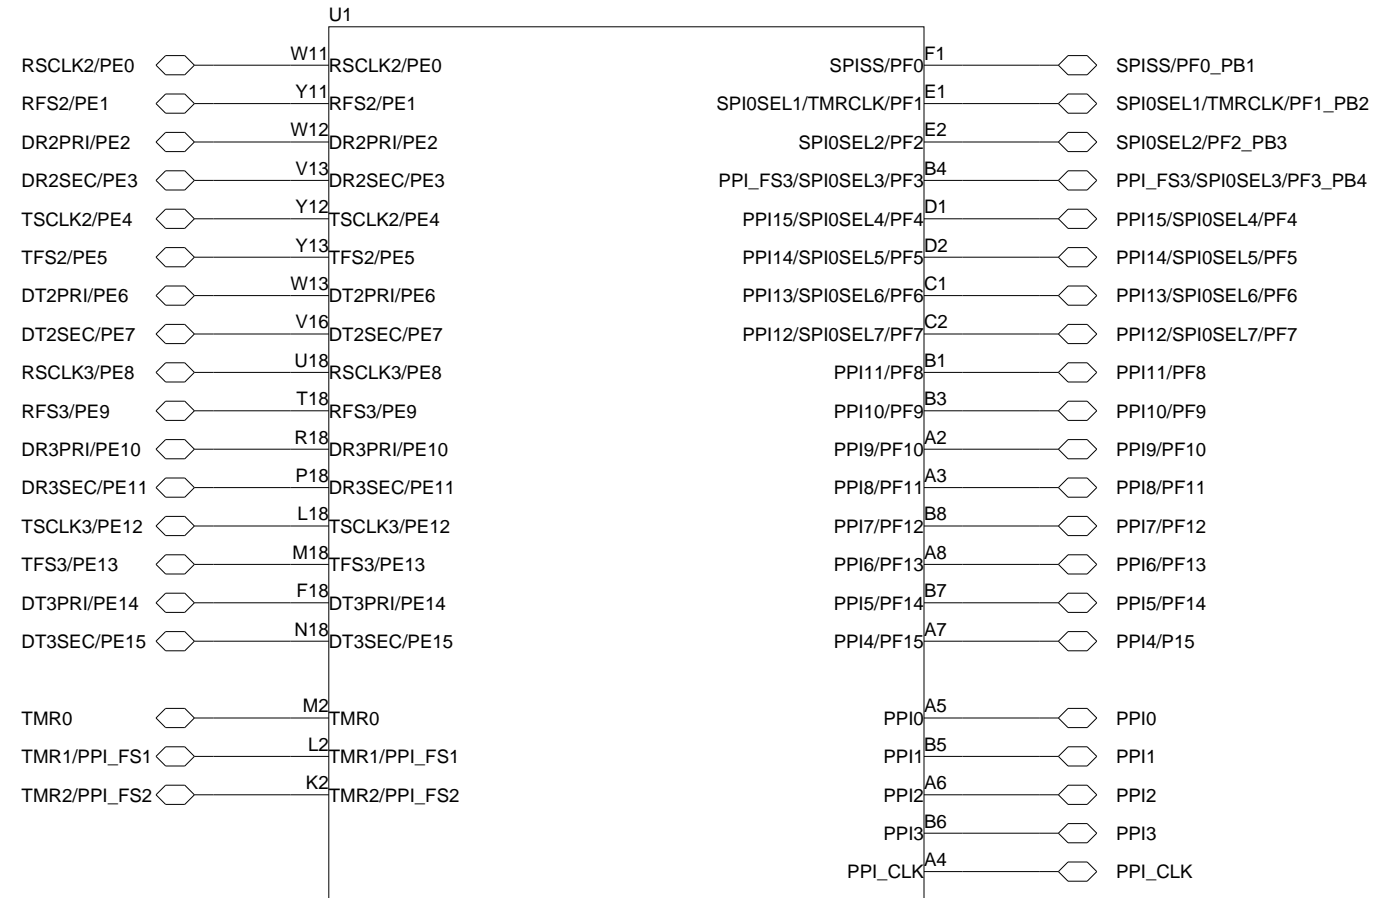 U1
RSCLK2/PE0 W11 RSCLK2/PE0 SPISS/PF0 F1 SPISS/PF0_PB1
RFS2/PE1 Y11 RFS2/PE1 SPI0SEL1/TMRCLK/PF1 E1 SPI0SEL1/TMRCLK/PF1_PB2
DR2PRI/PE2 W12 DR2PRI/PE2 SPI0SEL2/PF2 E2 SPI0SEL2/PF2_PB3
DR2SEC/PE3 V13 DR2SEC/PE3 PPI_FS3/SPI0SEL3/PF3 B4 PPI_FS3/SPI0SEL3/PF3_PB4
TSCLK2/PE4 Y12 TSCLK2/PE4 PPI15/SPI0SEL4/PF4 D1 PPI15/SPI0SEL4/PF4
TFS2/PE5 Y13 TFS2/PE5 PPI14/SPI0SEL5/PF5 D2 PPI14/SPI0SEL5/PF5
DT2PRI/PE6 W13 DT2PRI/PE6 PPI13/SPI0SEL6/PF6 C1 PPI13/SPI0SEL6/PF6
DT2SEC/PE7 V16 DT2SEC/PE7 PPI12/SPI0SEL7/PF7 C2 PPI12/SPI0SEL7/PF7
RSCLK3/PE8 U18 RSCLK3/PE8 PPI11/PF8 B1 PPI11/PF8
RFS3/PE9 T18 RFS3/PE9 PPI10/PF9 B3 PPI10/PF9
DR3PRI/PE10 R18 DR3PRI/PE10 PPI9/PF10 A2 PPI9/PF10
DR3SEC/PE11 P18 DR3SEC/PE11 PPI8/PF11 A3 PPI8/PF11
TSCLK3/PE12 L18 TSCLK3/PE12 PPI7/PF12 B8 PPI7/PF12
TFS3/PE13 M18 TFS3/PE13 PPI6/PF13 A8 PPI6/PF13
DT3PRI/PE14 F18 DT3PRI/PE14 PPI5/PF14 B7 PPI5/PF14
DT3SEC/PE15 N18 DT3SEC/PE15 PPI4/PF15 A7 PPI4/P15
TMR0 M2 TMR0 PPI0 A5 PPI0
TMR1/PPI_FS1 L2 TMR1/PPI_FS1 PPI1 B5 PPI1
TMR2/PPI_FS2 K2 TMR2/PPI_FS2 PPI2 A6 PPI2
PPI3 B6 PPI3
PPI_CLK A4 PPI_CLK